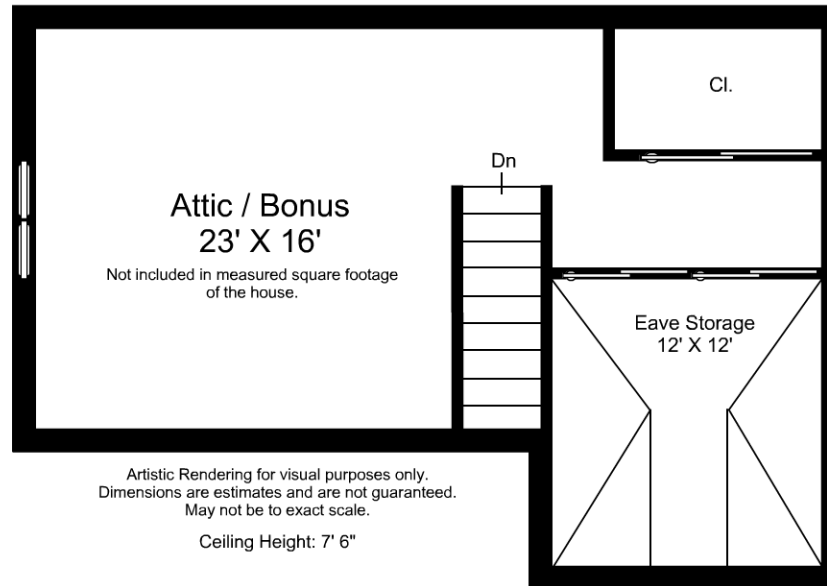 Cl.
Dn
Attic / Bonus
23' X 16'
Not included in measured square footage
of the house.
Eave Storage
12' X 12'
Artistic Rendering for visual purposes only.
Dimensions are estimates and are not guaranteed.
May not be to exact scale.
Ceiling Height: 7' 6"